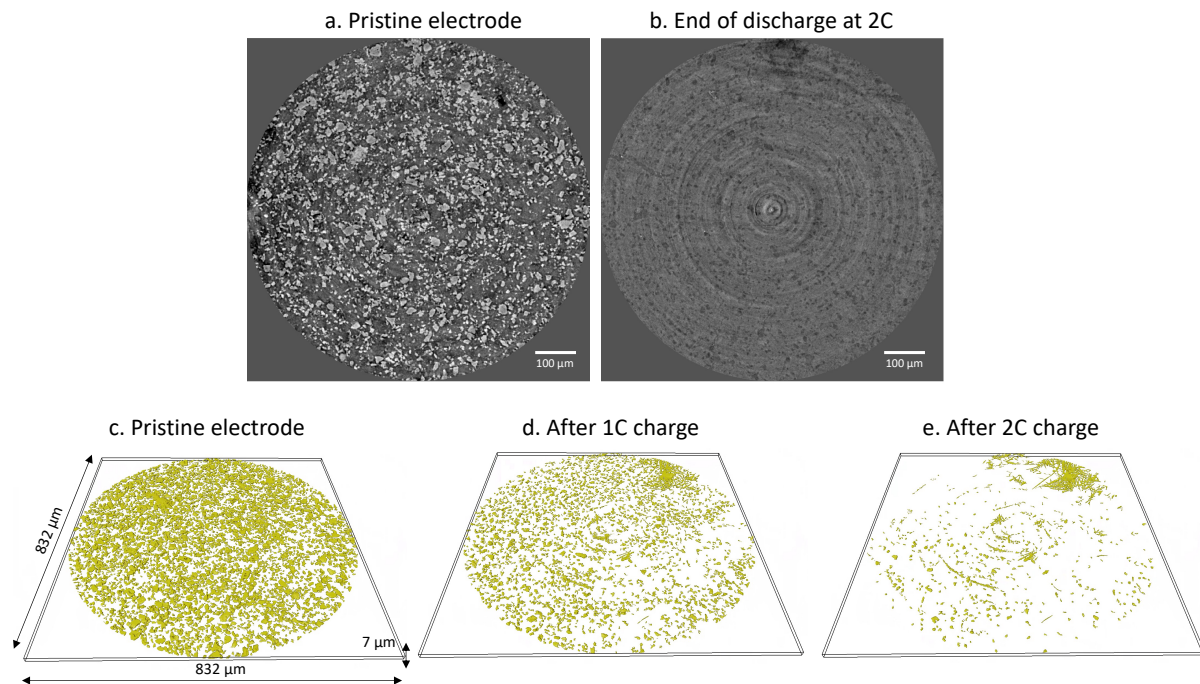 a. Pristine electrode
b. End of discharge at 2C
100 µm
100 µm
c. Pristine electrode
d. After 1C charge
e. After 2C charge
832 µm
7 µm
832 µm